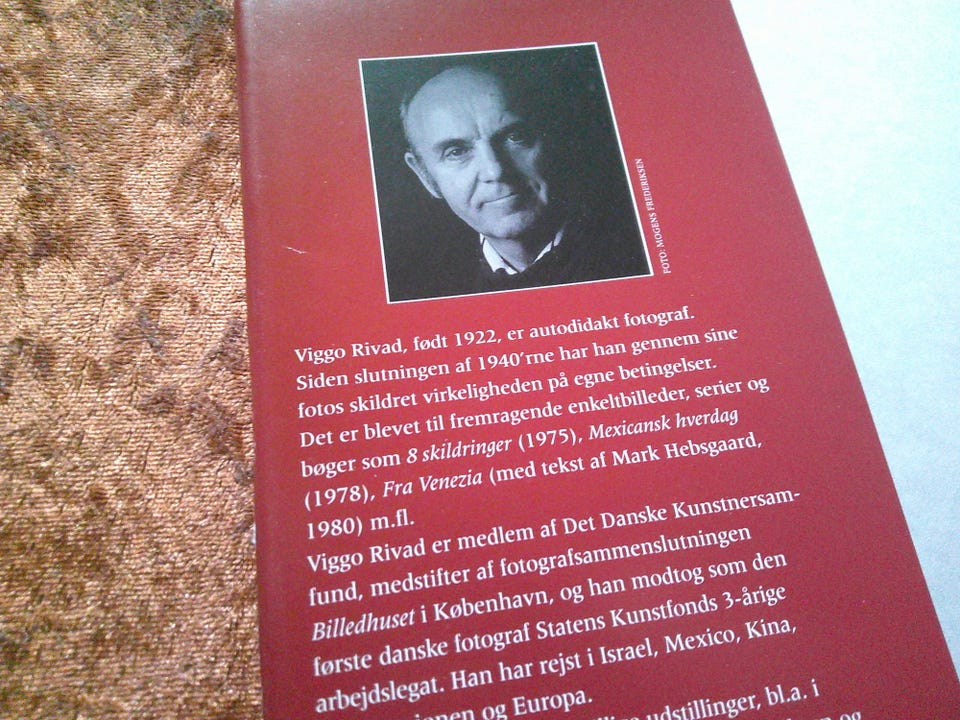 FOTO: MOGENS FREDERIKSEN
Viggo Rivad, født 1922, er autodidakt fotograf.
Siden slutningen af 1940'rne har han gennem sine
fotos skildret virkeligheden på egne betingelser.
Det er blevet til fremragende enkeltbilleder, serier og
bøger som 8 skildringer (1975), Mexicansk hverdag
(1978), Fra Venezia (med tekst af Mark Hebsgaard,
1980) m.fl.
Viggo Rivad er medlem af Det Danske Kunstnersam-
fund, medstifter af fotografsammenslutningen
Billedhuset i København, og han modtog som den
første danske fotograf Statens Kunstfonds 3-årige
arbejdslegat. Han har rejst i Israel, Mexico, Kina,
og Europa.
udstillinger, bl.a. i
og